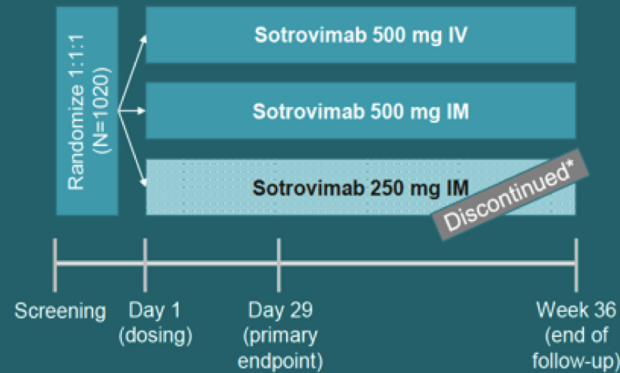 Randomize 1:1:1
(N=1020)
Sotrovimab 500 mg IV
Sotrovimab 500 mg IM
Sotrovimab 250 mg IM
Discontinued*
Screening
Day 1
(dosing)
Day 29
(primary
endpoint)
Week 36
(end of
follow-up)